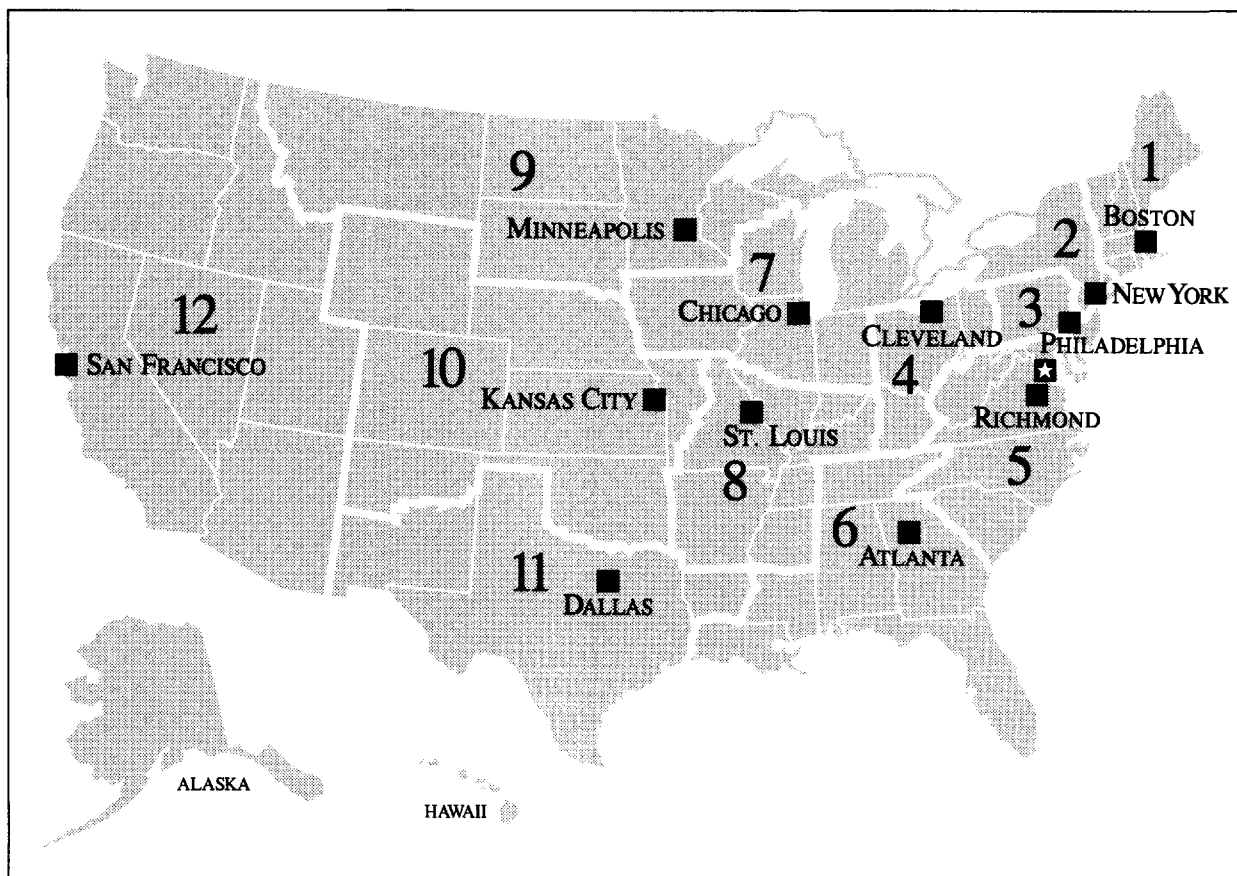 1
9
BOSTON
MINNEAPOLIS
2
7
NEW YORK
12
CHICAGO
3
CLEVELAND
PHILADELPHIA
SAN FRANCISCO
10
4
KANSAS CITY
RICHMOND
ST. LOUIS
5
8
6
ATLANTA
11
DALLAS
ALASKA
HAWAII